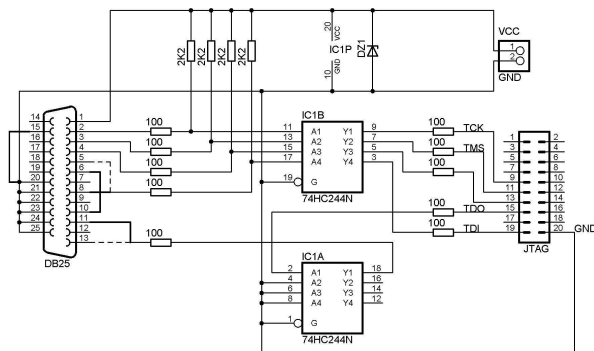 VCC
1
2
GND
2K2
2K2
2K2
2K2
20
VCC
IC1P
10
GND
DZ1
14
15
16
17
18
19
20
21
22
23
24
25
1
2
3
4
5
6
7
8
9
10
11
12
13
DB25
100
100
100
100
100
IC1B
11 A1 Y1 9
13 A2 Y2 7
15 A3 Y3 5
17 A4 Y4 3
19 G
74HC244N
100
100
100
100
100
TCK
TMS
TDO
TDI
1 2
3 4
5 6
7 8
9 10
11 12
13 14
15 16
17 18
19 20
JTAG
GND
IC1A
2 A1 Y1 18
4 A2 Y2 16
6 A3 Y3 14
8 A4 Y4 12
1 G
74HC244N